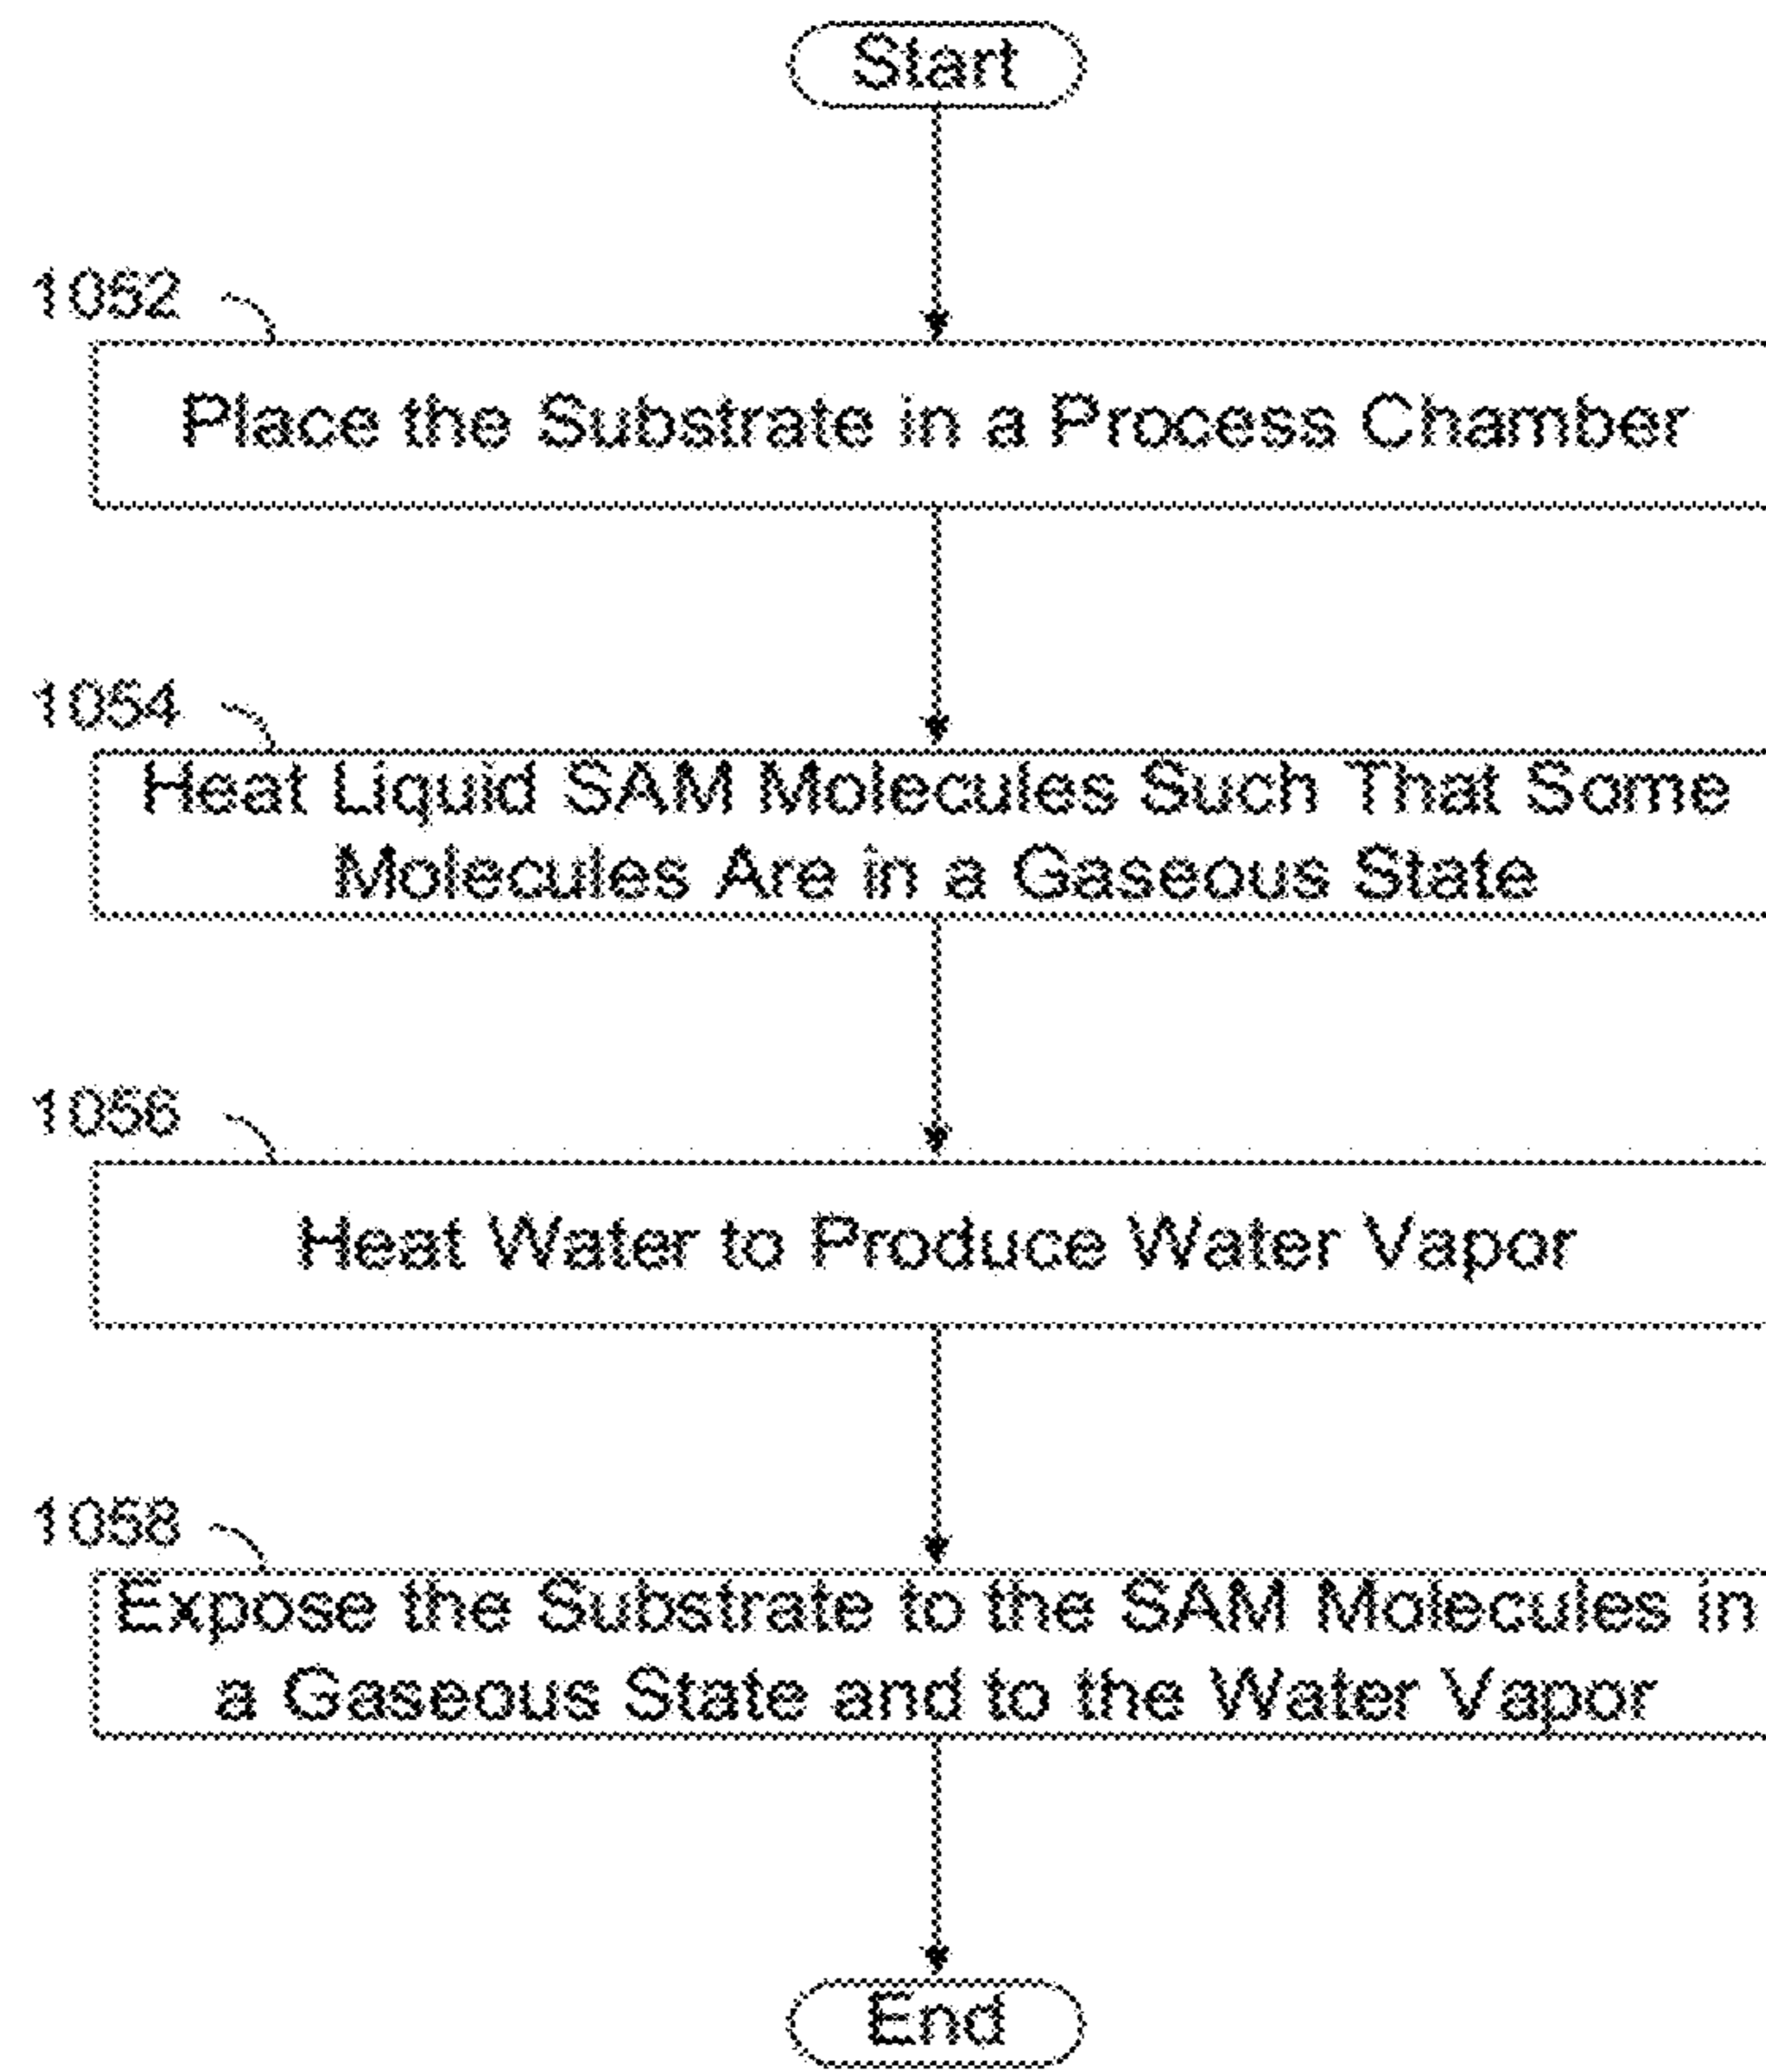 Start
1052
Place the Substrate in a Process Chamber
1054
Heat Liquid SAM Molecules Such That Some
Molecules Are in a Gaseous State
1056
Heat Water to Produce Water Vapor
1058
Expose the Substrate to the SAM Molecules in
a Gaseous State and to the Water Vapor
End